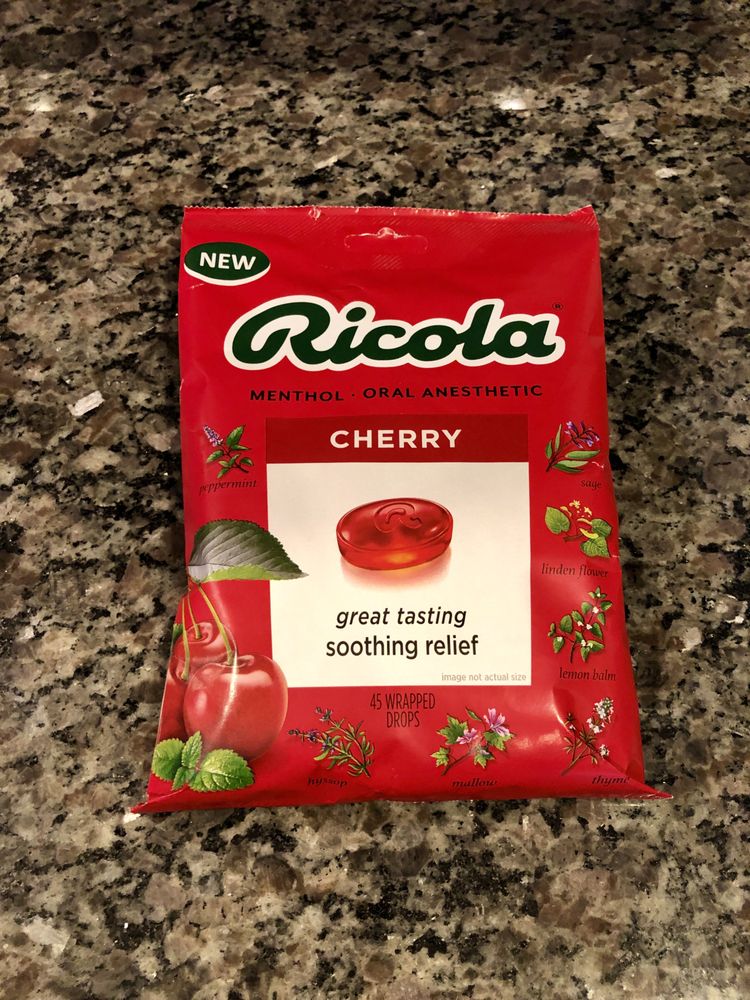 NEW
Ricola®
MENTHOL · ORAL ANESTHETIC
CHERRY
peppermint
sage
linden flower
great tasting
soothing relief
lemon balm
image not actual size
45 WRAPPED
DROPS
hyssop
mallow
thyme